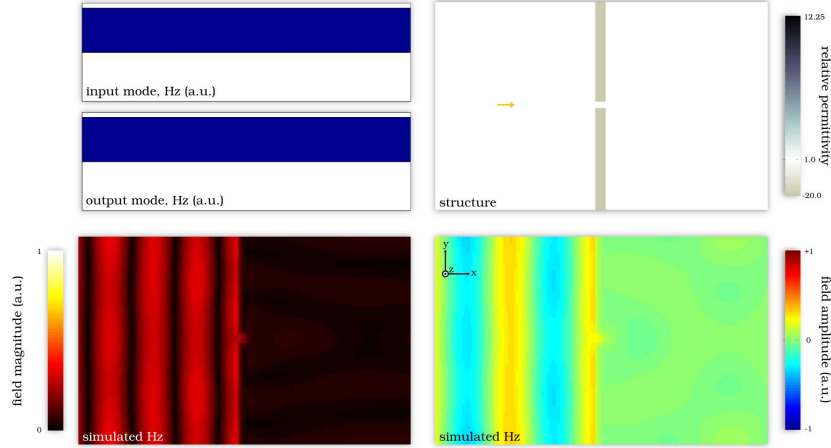 input mode, Hz (a.u.)
output mode, Hz (a.u.)
structure
12.25
1.0
-20.0
relative permittivity
field magnitude (a.u.)
1
0
simulated Hz
y
z
x
simulated Hz
+1
0
-1
field amplitude (a.u.)